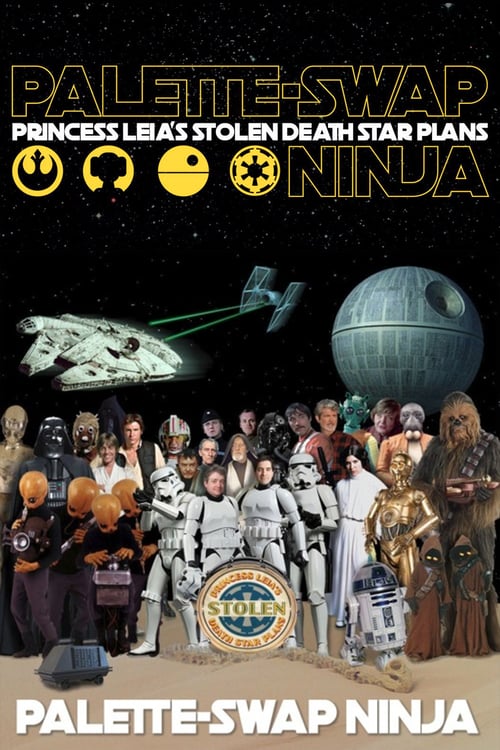 PALETTE-SWAP
PRINCESS LEIA'S STOLEN DEATH STAR PLANS
NINJA
PRINCESS LEIA'S
STOLEN
DEATH STAR PLANS
PALETTE-SWAP NINJA